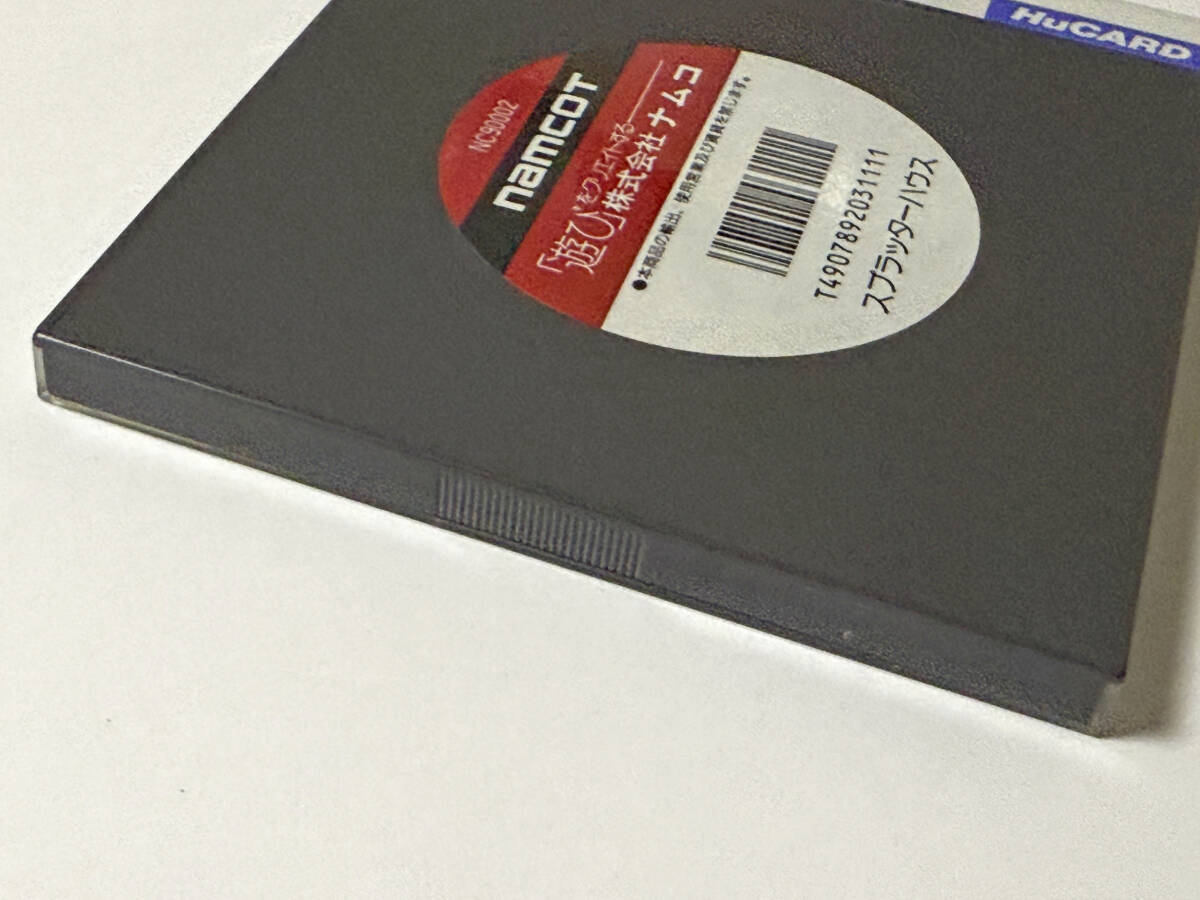 HuCARD
NC90002
namcot
「遊び」をクリエイトする
株式会社ナムコ
●本商品の輸出、使用営業及び賃貸を禁じます。
T4907892031111
スプラッターハウス